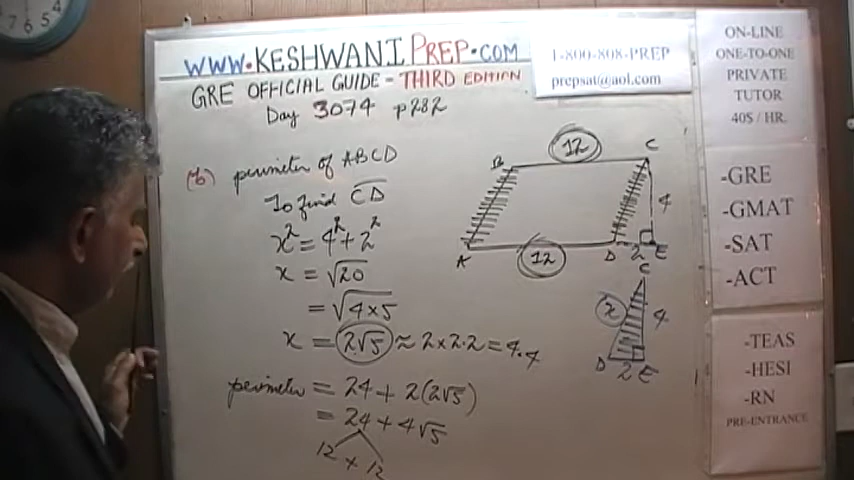 7 6 5 4
WWW.KESHWANIPREP.COM
GRE OFFICIAL GUIDE - THIRD EDITION
Day 3074 p282
1-800-808-PREP
prepsat@aol.com
(b) perimeter of ABCD
To find CD
x² = 4² + 2²
x = √20
= √4×5
x = 2√5 ≈ 2×2.2 = 4.4
perimeter = 24 + 2(2√5)
= 24 + 4√5
12 + 12
B 12 C
4
A 12 D 2 E
C
x 4
D 2 E
ON-LINE
ONE-TO-ONE
PRIVATE
TUTOR
40$ / HR.
-GRE
-GMAT
-SAT
-ACT
-TEAS
-HESI
-RN
PRE-ENTRANCE